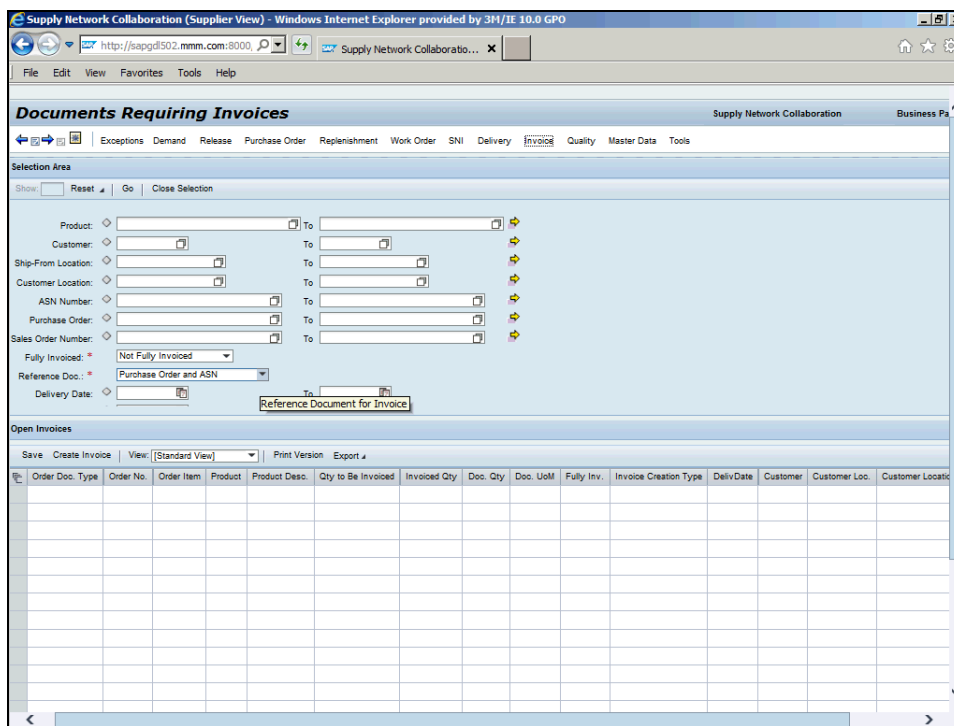 Supply Network Collaboration (Supplier View) - Windows Internet Explorer provided by 3M/IE 10.0 GPO
http://sapgdl502.mmm.com:8000, Supply Network Collaboratio...
File Edit View Favorites Tools Help
Documents Requiring Invoices Supply Network Collaboration Business Pa
Exceptions Demand Release Purchase Order Replenishment Work Order SNI Delivery Invoice Quality Master Data Tools
Selection Area
Show: Reset Go Close Selection
Product: To
Customer: To
Ship-From Location: To
Customer Location: To
ASN Number: To
Purchase Order: To
Sales Order Number: To
Fully Invoiced: * Not Fully Invoiced
Reference Doc.: * Purchase Order and ASN
Delivery Date: To
Reference Document for Invoice
Open Invoices
Save Create Invoice View: [Standard View] Print Version Export
Order Doc. Type Order No. Order Item Product Product Desc. Qty to Be Invoiced Invoiced Qty Doc. Qty Doc. UoM Fully Inv. Invoice Creation Type DelivDate Customer Customer Loc. Customer Locatio